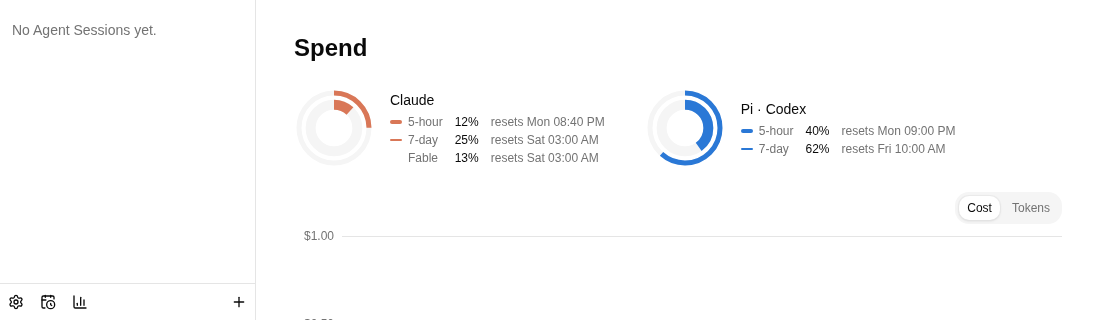 No Agent Sessions yet.
Spend
Claude
5-hour 12% resets Mon 08:40 PM
7-day 25% resets Sat 03:00 AM
Fable 13% resets Sat 03:00 AM
Pi · Codex
5-hour 40% resets Mon 09:00 PM
7-day 62% resets Fri 10:00 AM
Cost Tokens
$1.00